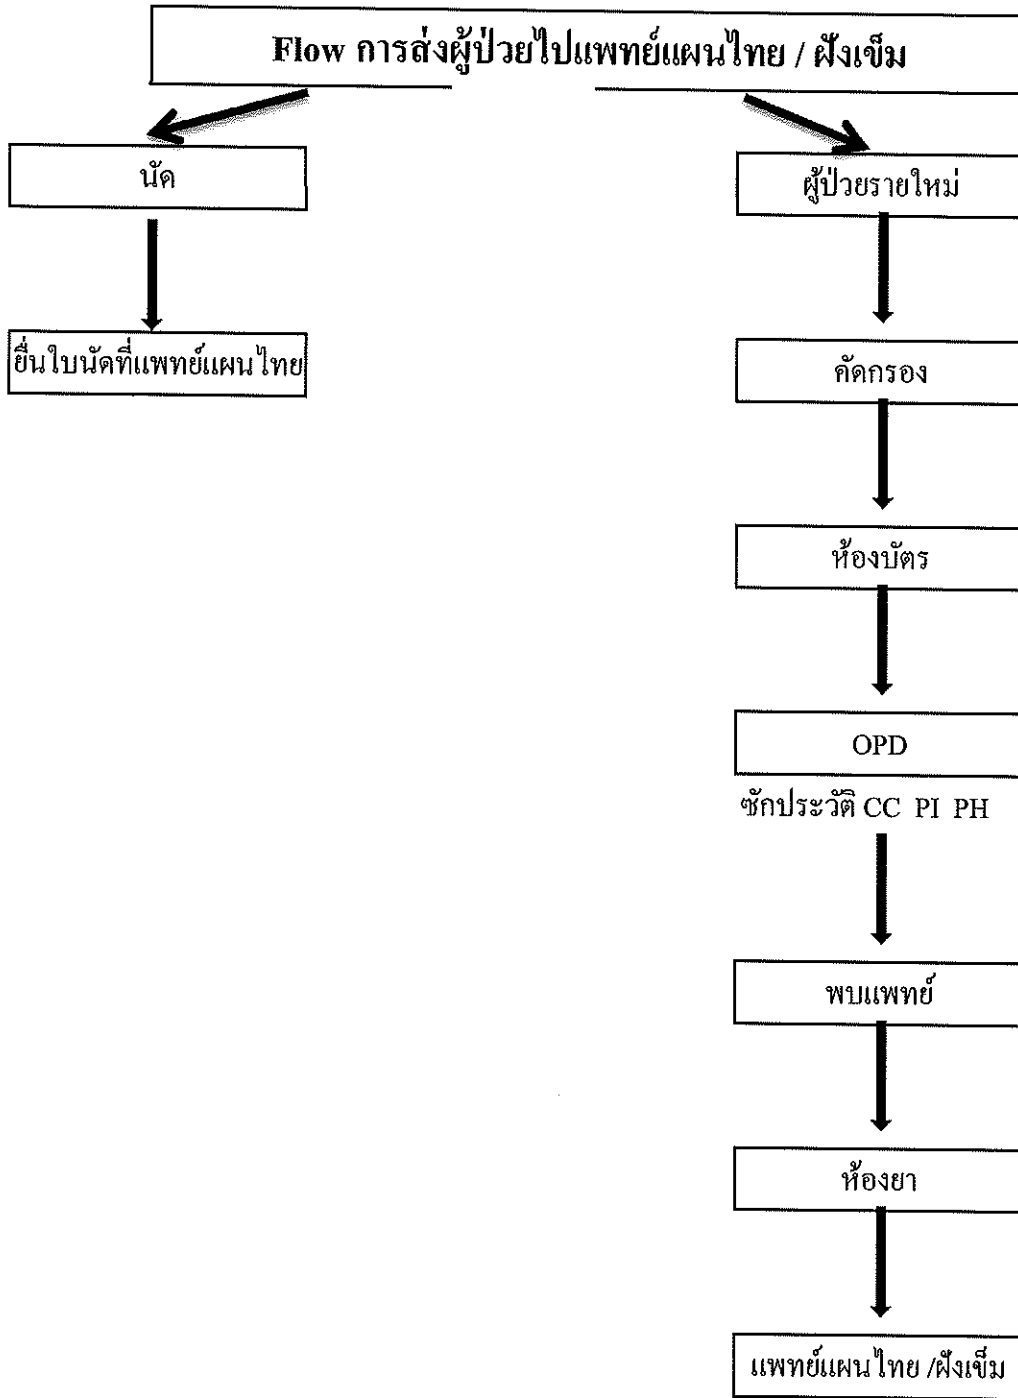 Flow การส่งผู้ป่วยไปแพทย์แผนไทย / ฝังเข็ม
นัด
ยื่นใบนัดที่แพทย์แผนไทย
ผู้ป่วยรายใหม่
คัดกรอง
ห้องบัตร
OPD
ซักประวัติ CC PI PH
พบแพทย์
ห้องยา
แพทย์แผนไทย /ฝังเข็ม